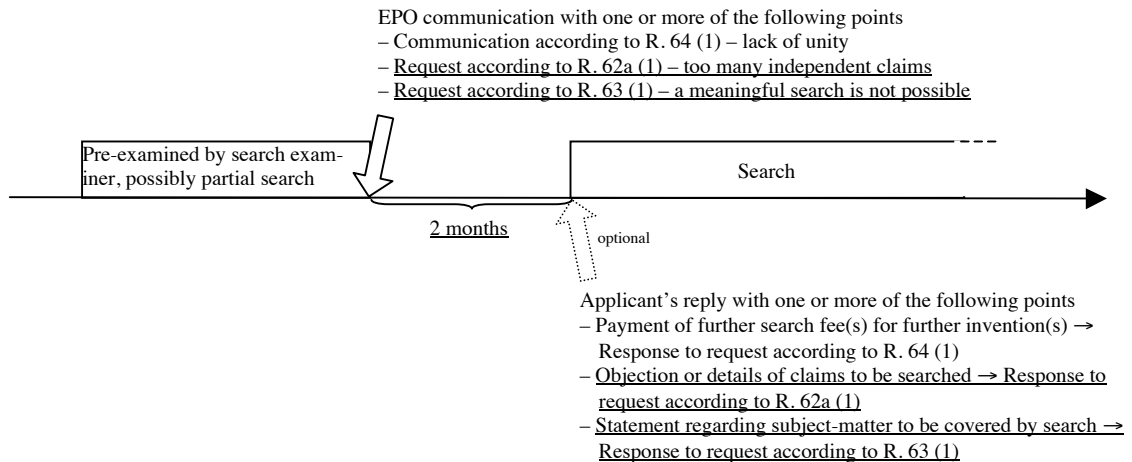 EPO communication with one or more of the following points
– Communication according to R. 64 (1) – lack of unity
– Request according to R. 62a (1) – too many independent claims
– Request according to R. 63 (1) – a meaningful search is not possible
Pre-examined by search exam-
iner, possibly partial search
Search
2 months
optional
Applicant’s reply with one or more of the following points
– Payment of further search fee(s) for further invention(s) →
Response to request according to R. 64 (1)
– Objection or details of claims to be searched → Response to
request according to R. 62a (1)
– Statement regarding subject-matter to be covered by search →
Response to request according to R. 63 (1)